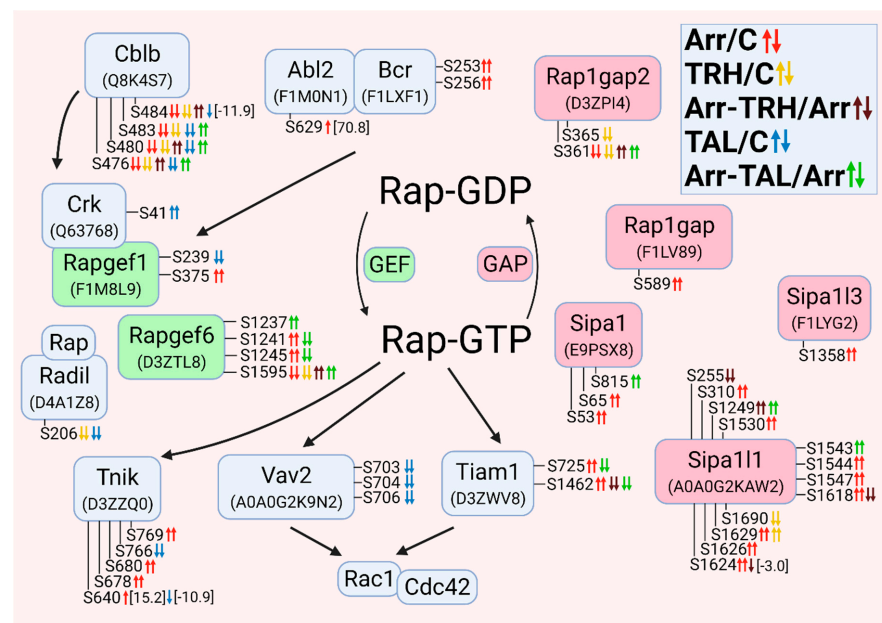 Cblb
(Q8K4S7)
S484 [-11.9]
S483
S480
S476
Abl2
(F1M0N1)
S629 [70.8]
Bcr
(F1LXF1)
S253
S256
Rap1gap2
(D3ZPI4)
S365
S361
Arr/C
TRH/C
Arr-TRH/Arr
TAL/C
Arr-TAL/Arr
Crk
(Q63768)
S41
Rapgef1
(F1M8L9)
S239
S375
Rap-GDP
GEF
GAP
Rap-GTP
Rap1gap
(F1LV89)
S589
Sipa1l3
(F1LYG2)
S1358
Rapgef6
(D3ZTL8)
S1237
S1241
S1245
S1595
Sipa1
(E9PSX8)
S815
S65
S53
Rap
Radil
(D4A1Z8)
S206
S255
S310
S1249
S1530
Sipa1l1
(A0A0G2KAW2)
S1543
S1544
S1547
S1618
S1690
S1629
S1626
S1624 [-3.0]
Tnik
(D3ZZQ0)
S769
S766
S680
S678
S640 [15.2] [-10.9]
Vav2
(A0A0G2K9N2)
S703
S704
S706
Tiam1
(D3ZWV8)
S725
S1462
Rac1
Cdc42